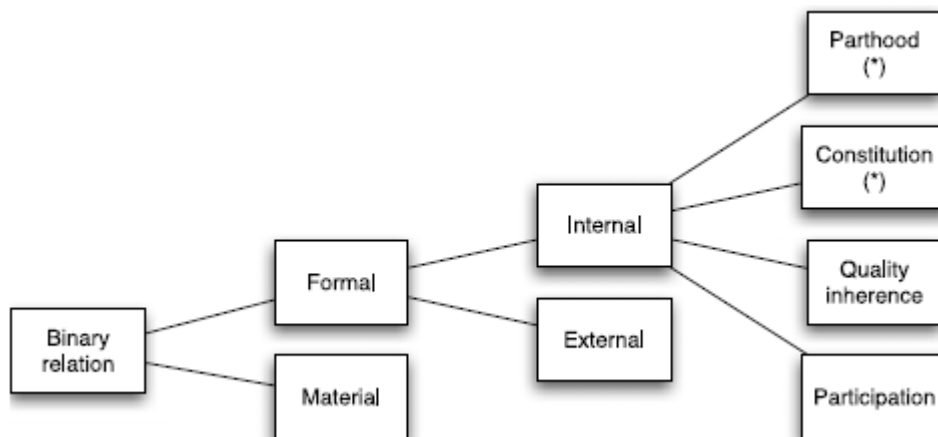 Parthood
(*)
Constitution
(*)
Internal
Quality
inherence
Formal
External
Binary
relation
Material
Participation